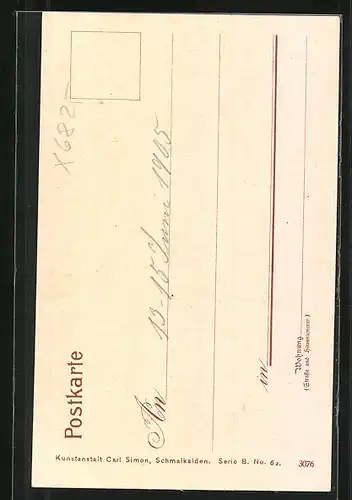 Postkarte
X682
An 13-15 Juni 1905
in
Wohnung
(Straße und Hausnummer)
Kunstanstalt Carl Simon, Schmalkalden. Serie B. No. 6a. 3076